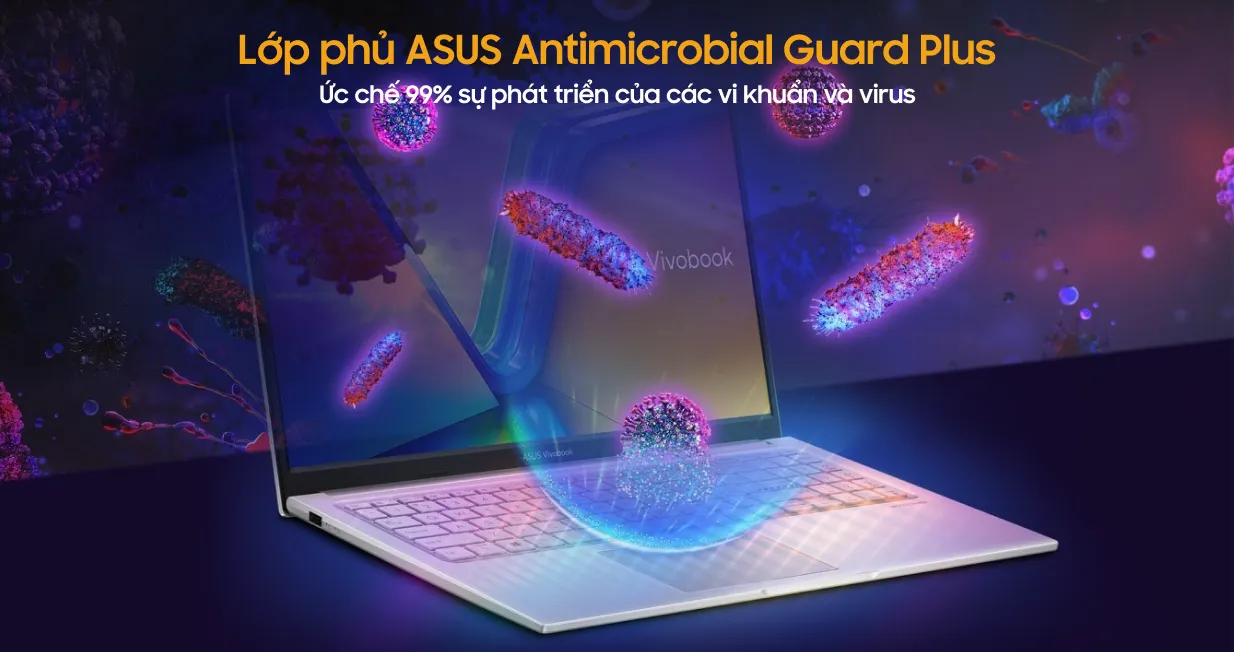 Lớp phủ ASUS Antimicrobial Guard Plus
Ức chế 99% sự phát triển của các vi khuẩn và virus
Vivobook
ASUS Vivobook